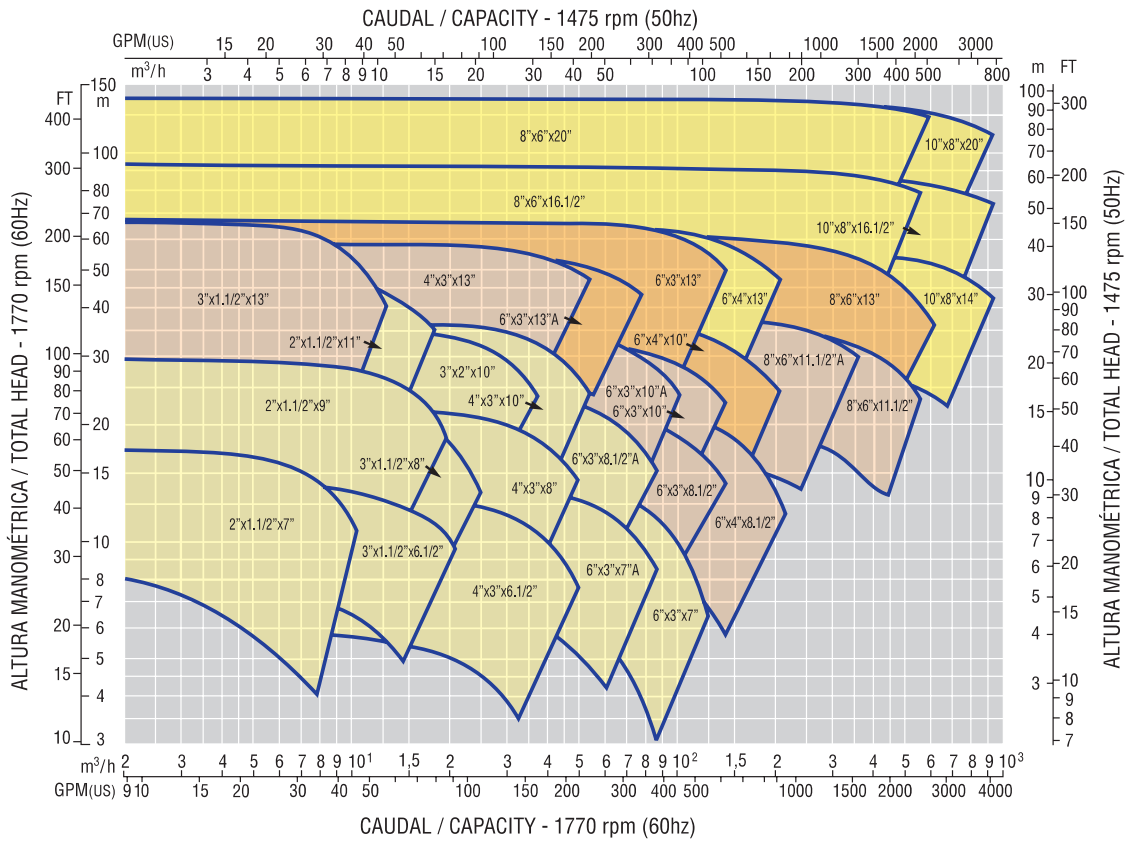 CAUDAL / CAPACITY - 1475 rpm (50hz)
GPM(US) 15 20 30 40 50 100 150 200 300 400 500 1000 1500 2000 3000
m³/h 3 4 5 6 7 8 9 10 15 20 30 40 50 100 150 200 300 400 500 800
ALTURA MANOMÉTRICA / TOTAL HEAD - 1770 rpm (60Hz)
FT 400 300 200 150 100 90 80 70 60 50 40 30 20 15 10
150 m 100 80 70 60 50 40 30 20 15 10 8 7 6 5 4 3
8"x6"x20"
10"x8"x20"
8"x6"x16.1/2"
10"x8"x16.1/2"
4"x3"x13"
6"x3"x13"
3"x1.1/2"x13"
6"x4"x13"
8"x6"x13"
10"x8"x14"
6"x3"x13"A
2"x1.1/2"x11"
6"x4"x10"
8"x6"x11.1/2"A
3"x2"x10"
6"x3"x10"A
4"x3"x10"
2"x1.1/2"x9"
6"x3"x10"
8"x6"x11.1/2"
3"x1.1/2"x8"
6"x3"x8.1/2"A
4"x3"x8"
6"x3"x8.1/2"
2"x1.1/2"x7"
6"x4"x8.1/2"
3"x1.1/2"x6.1/2"
6"x3"x7"A
4"x3"x6.1/2"
6"x3"x7"
m 100 90 80 70 60 50 40 30 20 15 10 9 8 7 6 5 4 3
FT 300 200 150 100 90 80 70 60 50 40 30 20 15 10 9 8 7
ALTURA MANOMÉTRICA / TOTAL HEAD - 1475 rpm (50Hz)
m³/h 2 3 4 5 6 7 8 9 10¹ 1,5 2 3 4 5 6 7 8 9 10² 1,5 2 3 4 5 6 7 8 9 10³
GPM(US) 9 10 15 20 30 40 50 100 150 200 300 400 500 1000 1500 2000 3000 4000
CAUDAL / CAPACITY - 1770 rpm (60hz)